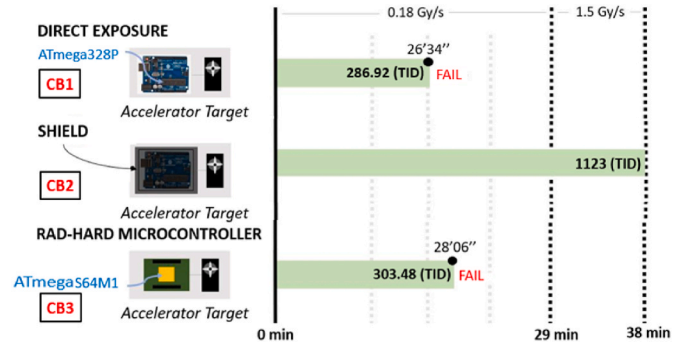 0.18 Gy/s
1.5 Gy/s
DIRECT EXPOSURE
ATmega328P
CB1
Accelerator Target
26'34''
286.92 (TID)
FAIL
SHIELD
CB2
Accelerator Target
1123 (TID)
RAD-HARD MICROCONTROLLER
ATmegaS64M1
CB3
Accelerator Target
28'06''
303.48 (TID)
FAIL
0 min
29 min
38 min